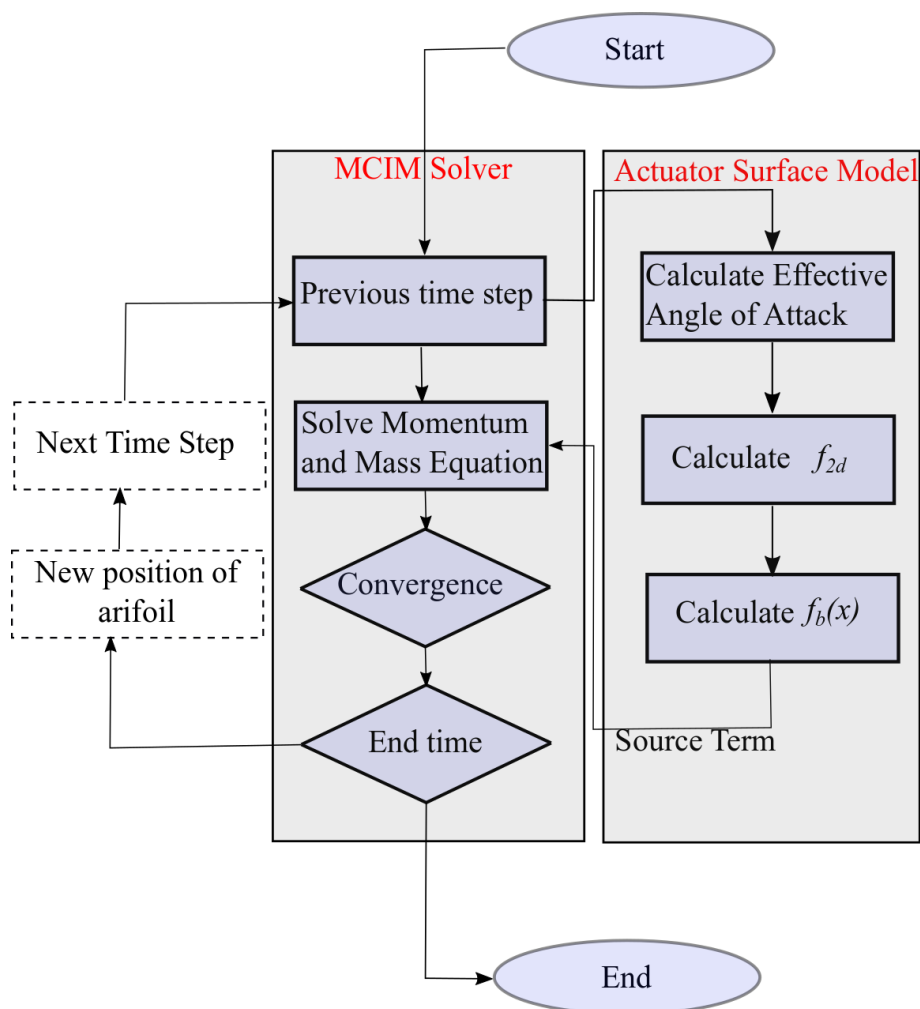 Start
MCIM Solver
Actuator Surface Model
Previous time step
Calculate Effective
Angle of Attack
Solve Momentum
and Mass Equation
Next Time Step
Calculate f2d
Convergence
New position of
arifoil
Calculate fb(x)
End time
Source Term
End